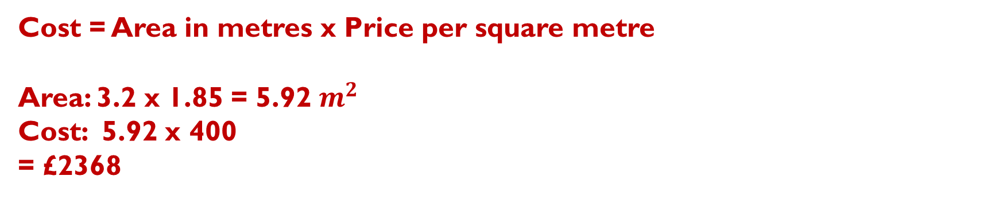 Cost = Area in metres x Price per square metre
Area: 3.2 x 1.85 = 5.92 m²
Cost: 5.92 x 400
= £2368